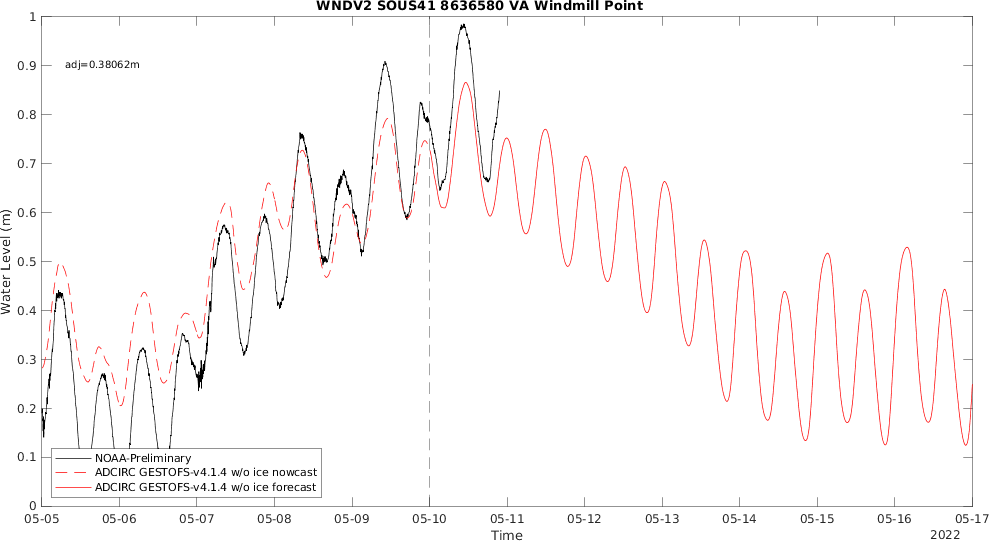 WNDV2 SOUS41 8636580 VA Windmill Point
1
0.9
0.8
0.7
0.6
0.5
0.4
0.3
0.2
0.1
0
Water Level (m)
adj=0.38062m
NOAA-Preliminary
ADCIRC GESTOFS-v4.1.4 w/o ice nowcast
ADCIRC GESTOFS-v4.1.4 w/o ice forecast
05-05 05-06 05-07 05-08 05-09 05-10 05-11 05-12 05-13 05-14 05-15 05-16 05-17
Time
2022